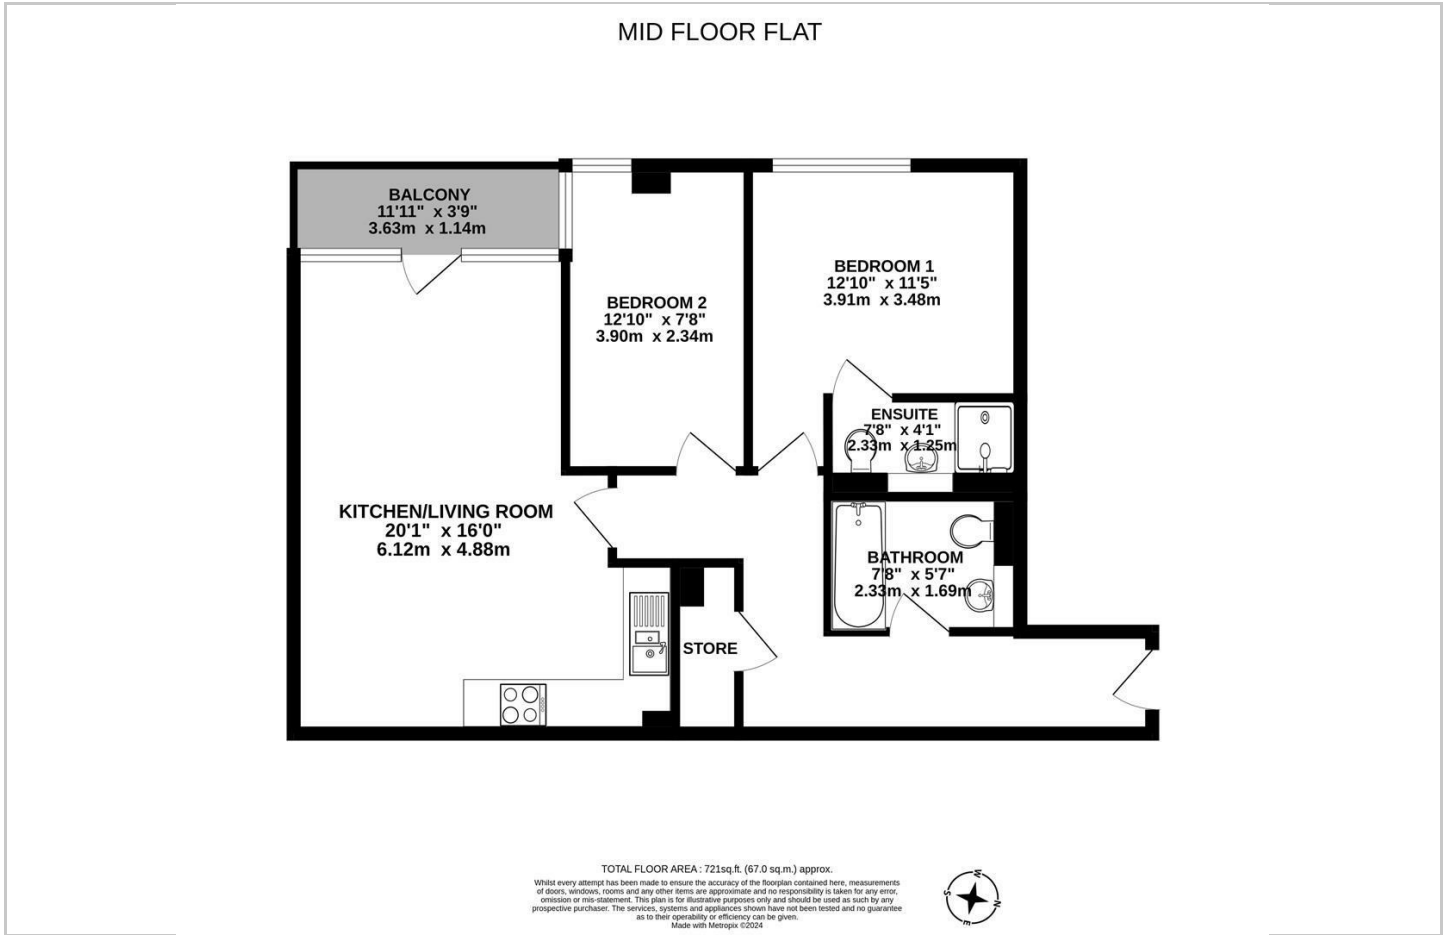 MID FLOOR FLAT
BALCONY
11'11" x 3'9"
3.63m x 1.14m
BEDROOM 1
12'10" x 11'5"
3.91m x 3.48m
BEDROOM 2
12'10" x 7'8"
3.90m x 2.34m
ENSUITE
7'8" x 4'1"
2.33m x 1.25m
KITCHEN/LIVING ROOM
20'1" x 16'0"
6.12m x 4.88m
BATHROOM
7'8" x 5'7"
2.33m x 1.69m
STORE
TOTAL FLOOR AREA : 721sq.ft. (67.0 sq.m.) approx.
Whilst every attempt has been made to ensure the accuracy of the floorplan contained here, measurements
of doors, windows, rooms and any other items are approximate and no responsibility is taken for any error,
omission or mis-statement. This plan is for illustrative purposes only and should be used as such by any
prospective purchaser. The services, systems and appliances shown have not been tested and no guarantee
as to their operability or efficiency can be given.
Made with Metropix ©2024
W
S
N
E